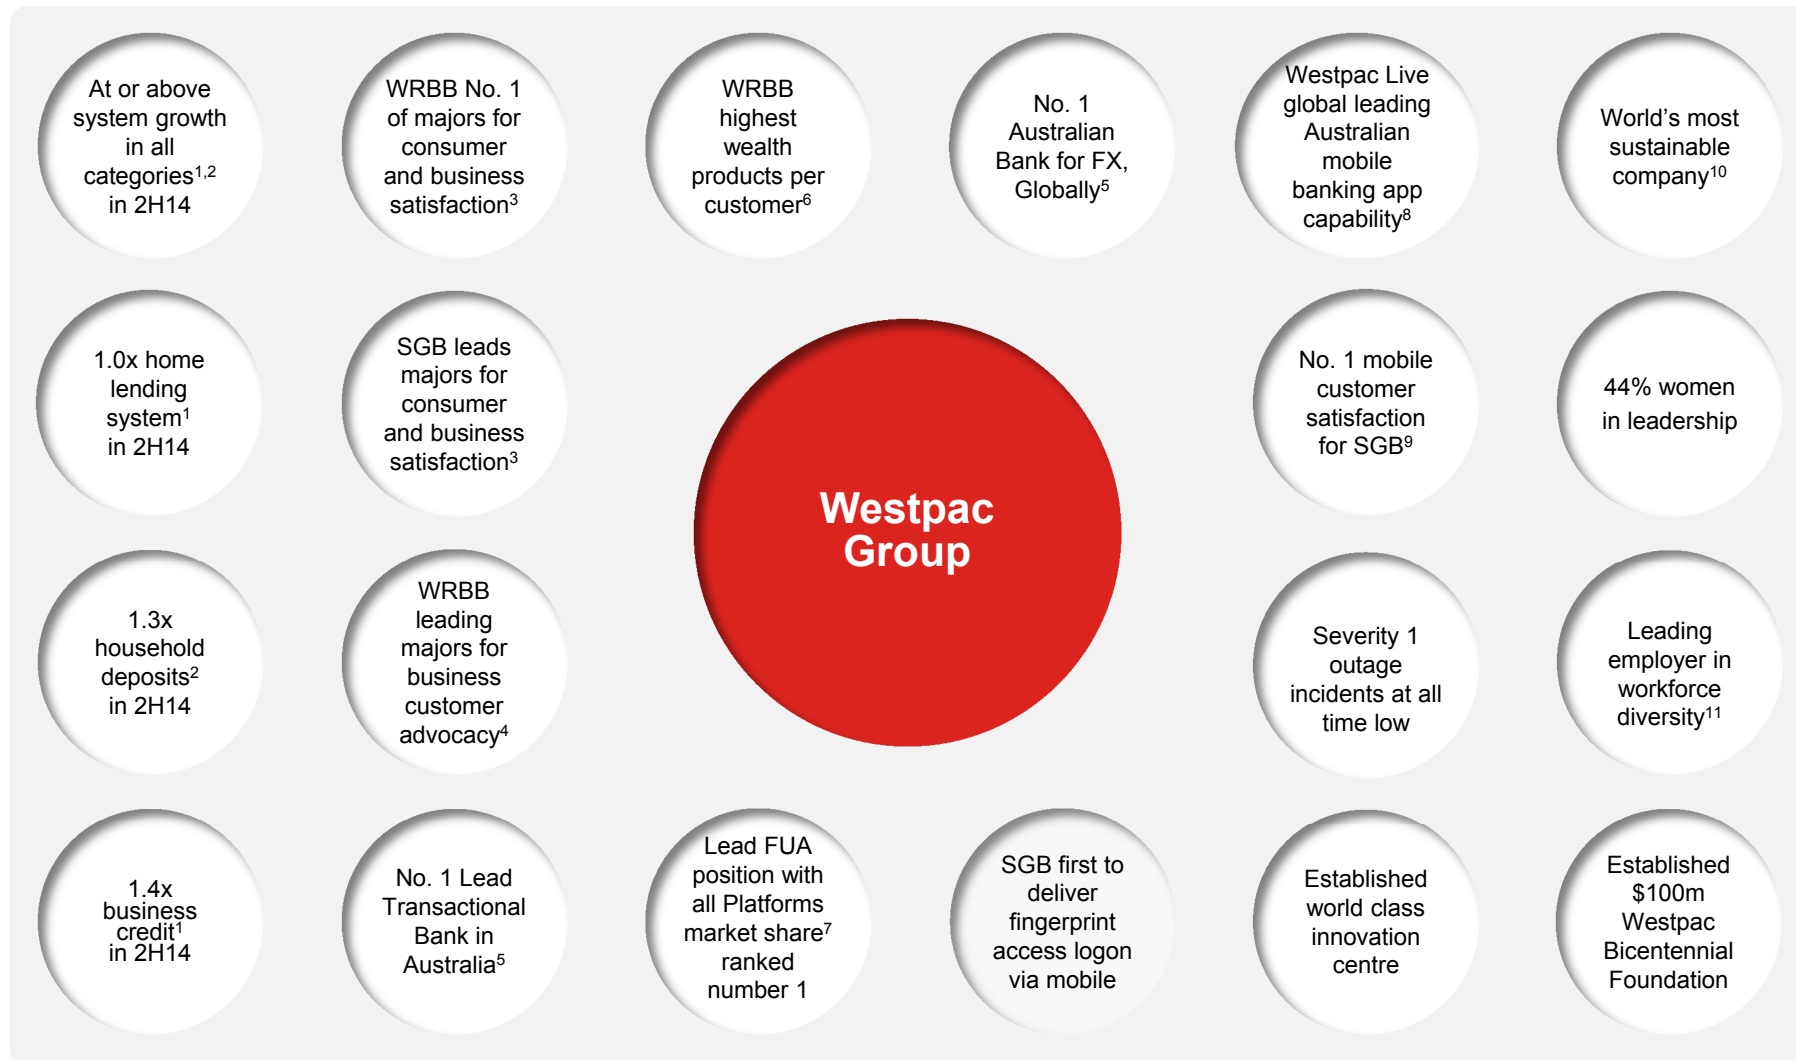 At or above
system growth
in all
categories1,2
in 2H14
WRBB No. 1
of majors for
consumer
and business
satisfaction3
WRBB
highest
wealth
products per
customer6
No. 1
Australian
Bank for FX,
Globally5
Westpac Live
global leading
Australian
mobile
banking app
capability8
World's most
sustainable
company10
1.0x home
lending
system1
in 2H14
SGB leads
majors for
consumer
and business
satisfaction3
Westpac
Group
No. 1 mobile
customer
satisfaction
for SGB9
44% women
in leadership
1.3x
household
deposits2
in 2H14
WRBB
leading
majors for
business
customer
advocacy4
Severity 1
outage
incidents at all
time low
Leading
employer in
workforce
diversity11
1.4x
business
credit1
in 2H14
No. 1 Lead
Transactional
Bank in
Australia5
Lead FUA
position with
all Platforms
market share7
ranked
number 1
SGB first to
deliver
fingerprint
access logon
via mobile
Established
world class
innovation
centre
Established
$100m
Westpac
Bicentennial
Foundation